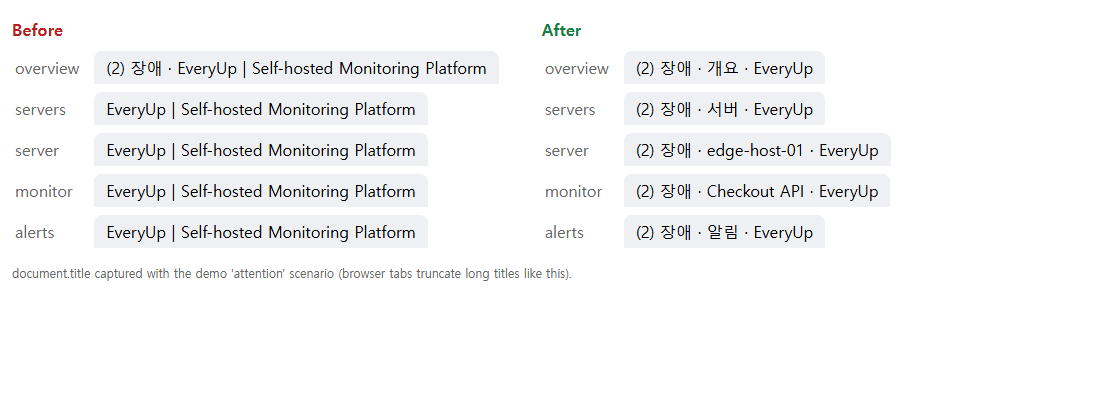 Before
overview (2) 장애 · EveryUp | Self-hosted Monitoring Platform
servers EveryUp | Self-hosted Monitoring Platform
server EveryUp | Self-hosted Monitoring Platform
monitor EveryUp | Self-hosted Monitoring Platform
alerts EveryUp | Self-hosted Monitoring Platform
After
overview (2) 장애 · 개요 · EveryUp
servers (2) 장애 · 서버 · EveryUp
server (2) 장애 · edge-host-01 · EveryUp
monitor (2) 장애 · Checkout API · EveryUp
alerts (2) 장애 · 알림 · EveryUp
document.title captured with the demo 'attention' scenario (browser tabs truncate long titles like this).